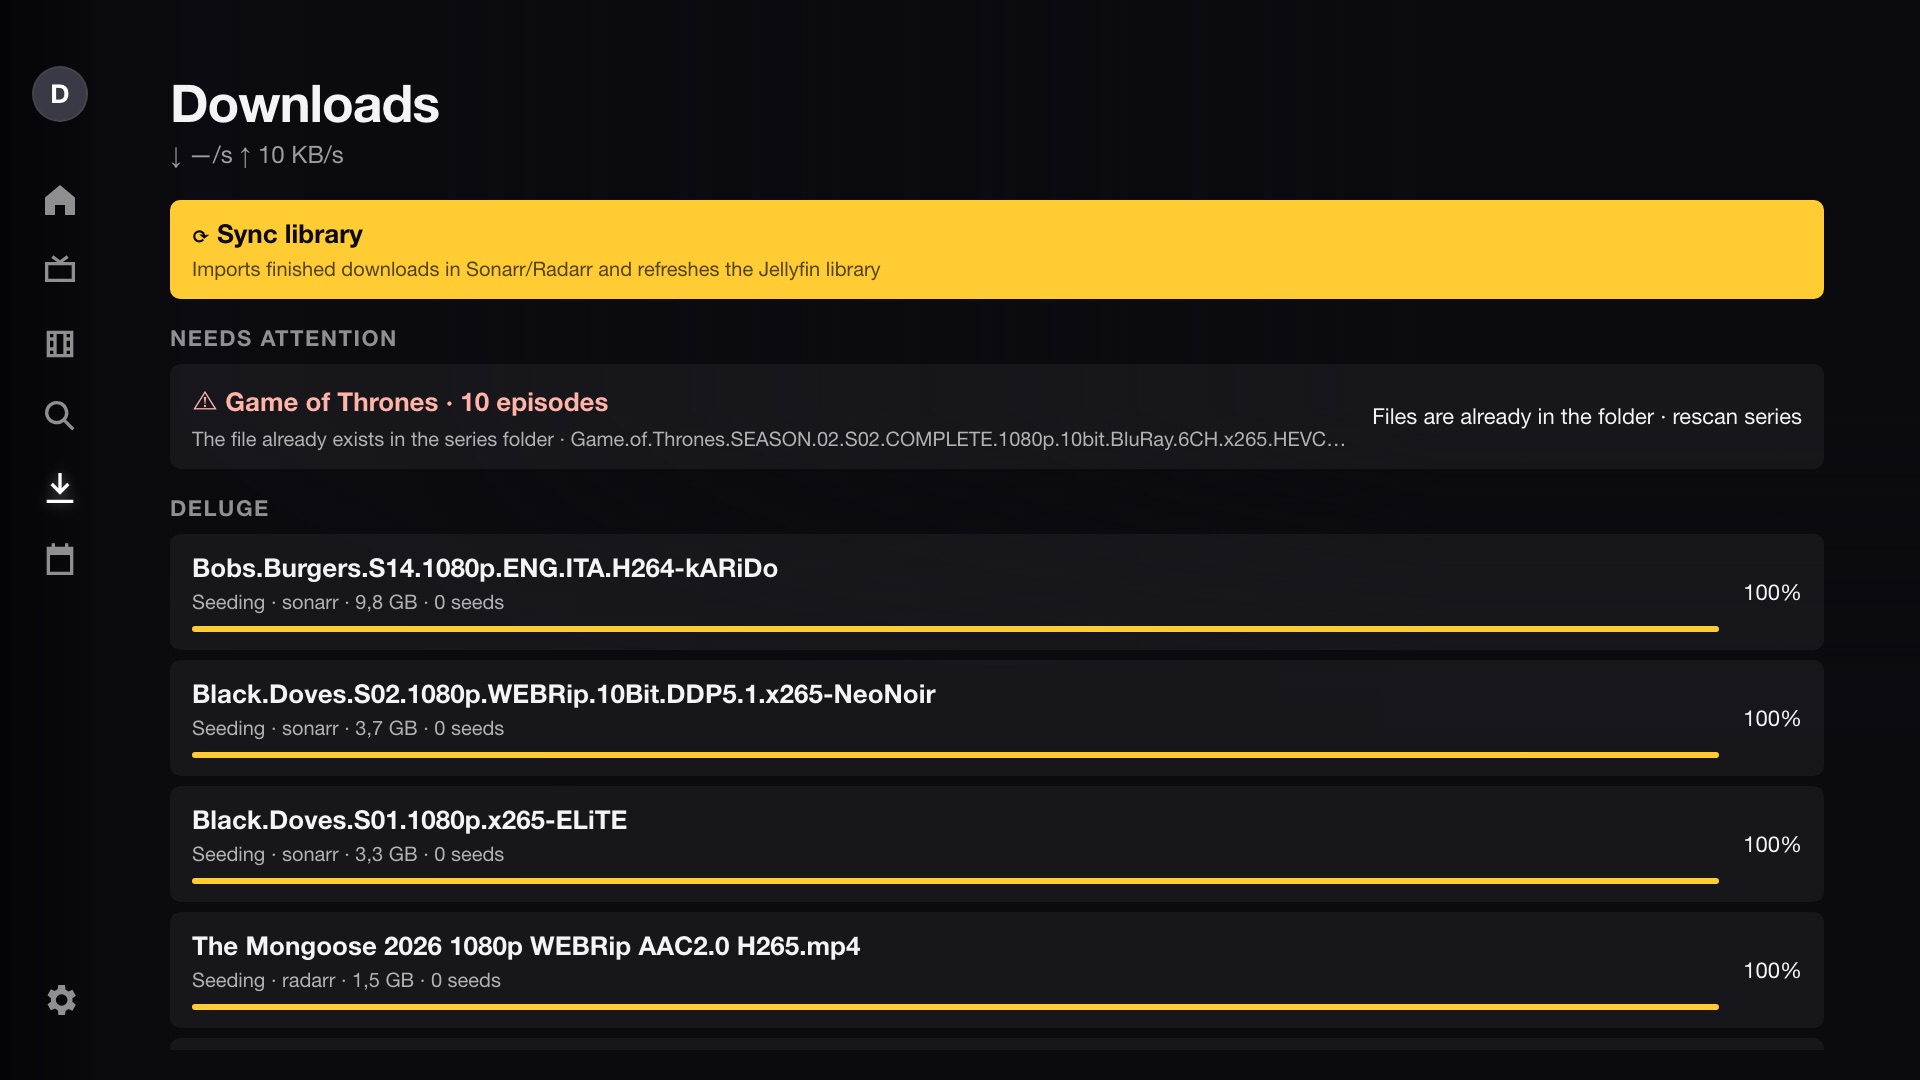 D
Downloads
↓ —/s ↑ 10 KB/s
⟳ Sync library
Imports finished downloads in Sonarr/Radarr and refreshes the Jellyfin library
NEEDS ATTENTION
⚠ Game of Thrones · 10 episodes
The file already exists in the series folder · Game.of.Thrones.SEASON.02.S02.COMPLETE.1080p.10bit.BluRay.6CH.x265.HEVC…
Files are already in the folder · rescan series
DELUGE
Bobs.Burgers.S14.1080p.ENG.ITA.H264-kARiDo
Seeding · sonarr · 9,8 GB · 0 seeds
100%
Black.Doves.S02.1080p.WEBRip.10Bit.DDP5.1.x265-NeoNoir
Seeding · sonarr · 3,7 GB · 0 seeds
100%
Black.Doves.S01.1080p.x265-ELiTE
Seeding · sonarr · 3,3 GB · 0 seeds
100%
The Mongoose 2026 1080p WEBRip AAC2.0 H265.mp4
Seeding · radarr · 1,5 GB · 0 seeds
100%